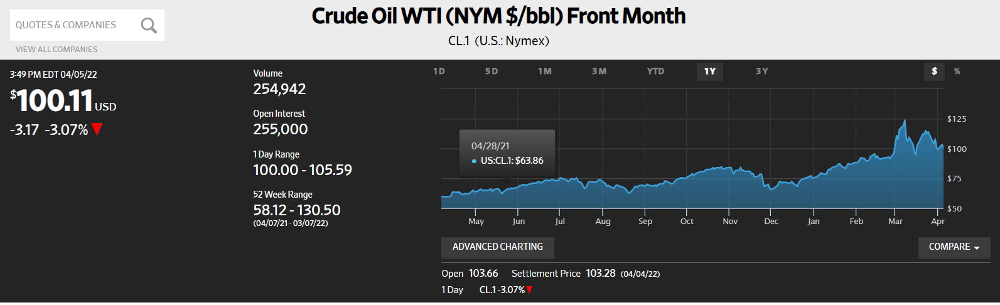 Crude Oil WTI (NYM $/bbl) Front Month
CL.1 (U.S.: Nymex)
QUOTES & COMPANIES
VIEW ALL COMPANIES
3:49 PM EDT 04/05/22
$100.11 USD
-3.17 -3.07%
Volume
254,942
Open Interest
255,000
1 Day Range
100.00 - 105.59
52 Week Range
58.12 - 130.50
(04/07/21 - 03/07/22)
1D 5D 1M 3M YTD 1Y 3Y $ %
$125
$100
$75
$50
04/28/21
US:CL.1: $63.86
May Jun Jul Aug Sep Oct Nov Dec Jan Feb Mar Apr
ADVANCED CHARTING COMPARE
Open 103.66 Settlement Price 103.28 (04/04/22)
1 Day CL.1 -3.07%